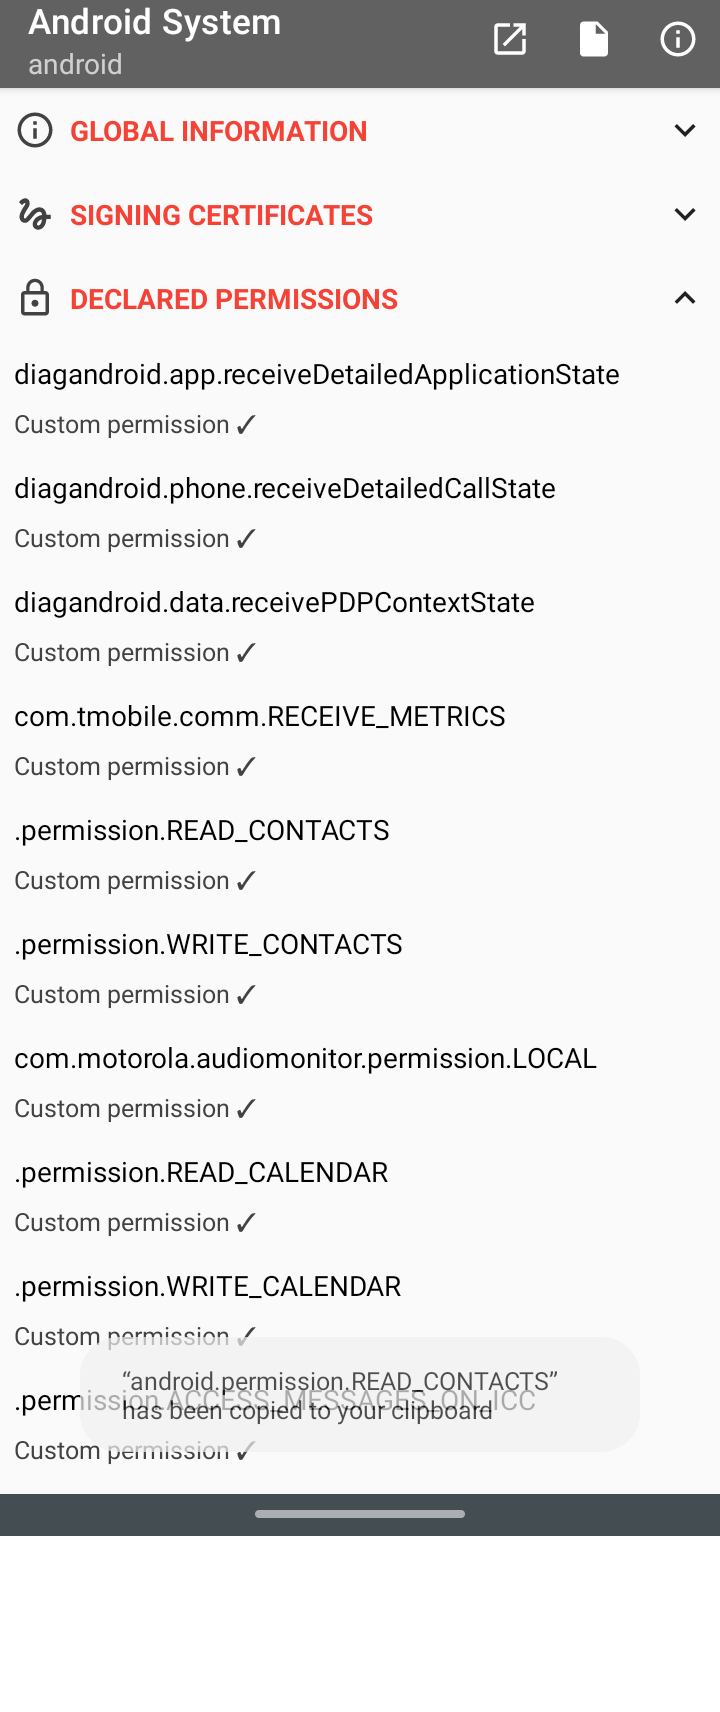 Android System
android
GLOBAL INFORMATION
SIGNING CERTIFICATES
DECLARED PERMISSIONS
diagandroid.app.receiveDetailedApplicationState
Custom permission ✓
diagandroid.phone.receiveDetailedCallState
Custom permission ✓
diagandroid.data.receivePDPContextState
Custom permission ✓
com.tmobile.comm.RECEIVE_METRICS
Custom permission ✓
.permission.READ_CONTACTS
Custom permission ✓
.permission.WRITE_CONTACTS
Custom permission ✓
com.motorola.audiomonitor.permission.LOCAL
Custom permission ✓
.permission.READ_CALENDAR
Custom permission ✓
.permission.WRITE_CALENDAR
Custom permission ✓
“android.permission.READ_CONTACTS”
.permission.ACCESS_MESSAGES_ON_ICC
has been copied to your clipboard
Custom permission ✓